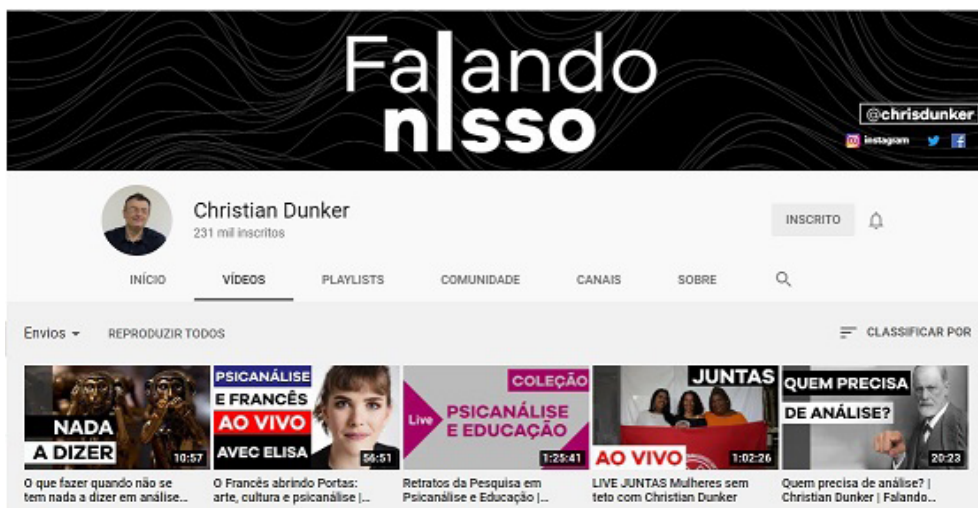 Falando
nisso
@chrisdunker
instagram
Christian Dunker
231 mil inscritos
INSCRITO
INÍCIO VÍDEOS PLAYLISTS COMUNIDADE CANAIS SOBRE
Envios REPRODUZIR TODOS CLASSIFICAR POR
NADA
A DIZER
10:57
PSICANÁLISE
E FRANCÊS
AO VIVO
AVEC ELISA
56:51
COLEÇÃO
Live
PSICANÁLISE
E EDUCAÇÃO
1:25:41
JUNTAS
AO VIVO
1:02:26
QUEM PRECISA
DE ANÁLISE?
20:23
O que fazer quando não se
tem nada a dizer em análise...
O Francês abrindo Portas:
arte, cultura e psicanálise |...
Retratos da Pesquisa em
Psicanálise e Educação |...
LIVE JUNTAS Mulheres sem
teto com Christian Dunker
Quem precisa de análise? |
Christian Dunker | Falando...